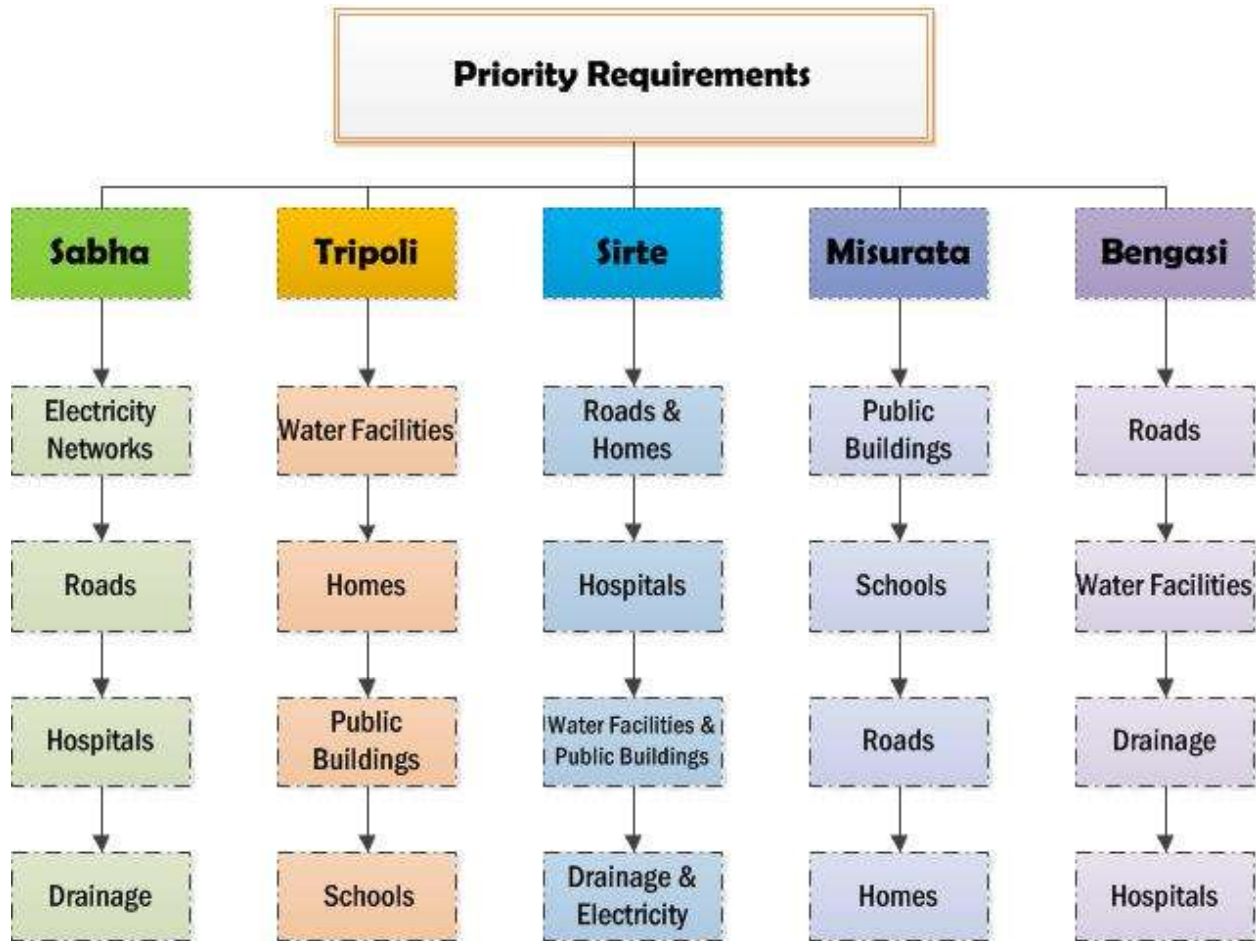 Priority Requirements
Sabha
Tripoli
Sirte
Misurata
Bengasi
Electricity
Networks
Water Facilities
Roads &
Homes
Public
Buildings
Roads
Roads
Homes
Hospitals
Schools
Water Facilities
Hospitals
Public
Buildings
Water Facilities &
Public Buildings
Roads
Drainage
Drainage
Schools
Drainage &
Electricity
Homes
Hospitals